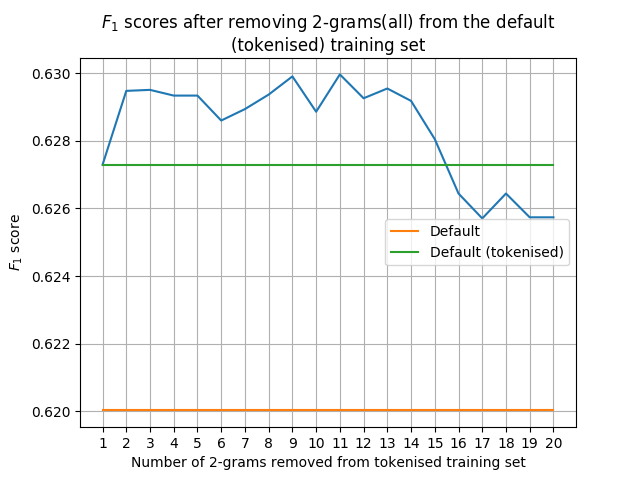 F1 scores after removing 2-grams(all) from the default
(tokenised) training set
0.630
0.628
0.626
0.624
0.622
0.620
F1 score
Default
Default (tokenised)
1 2 3 4 5 6 7 8 9 10 11 12 13 14 15 16 17 18 19 20
Number of 2-grams removed from tokenised training set